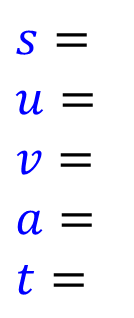 s =
u =
v =
a =
t =